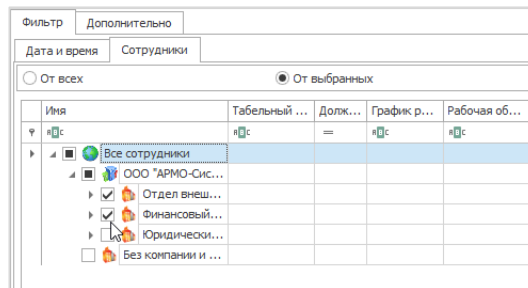 Фильтр Дополнительно
Дата и время Сотрудники
От всех От выбранных
Имя Табельный ... Долж... График р... Рабочая об...
Все сотрудники
ООО "АРМО-Сис...
Отдел внеш...
Финансовый...
Юридически...
Без компании и ...